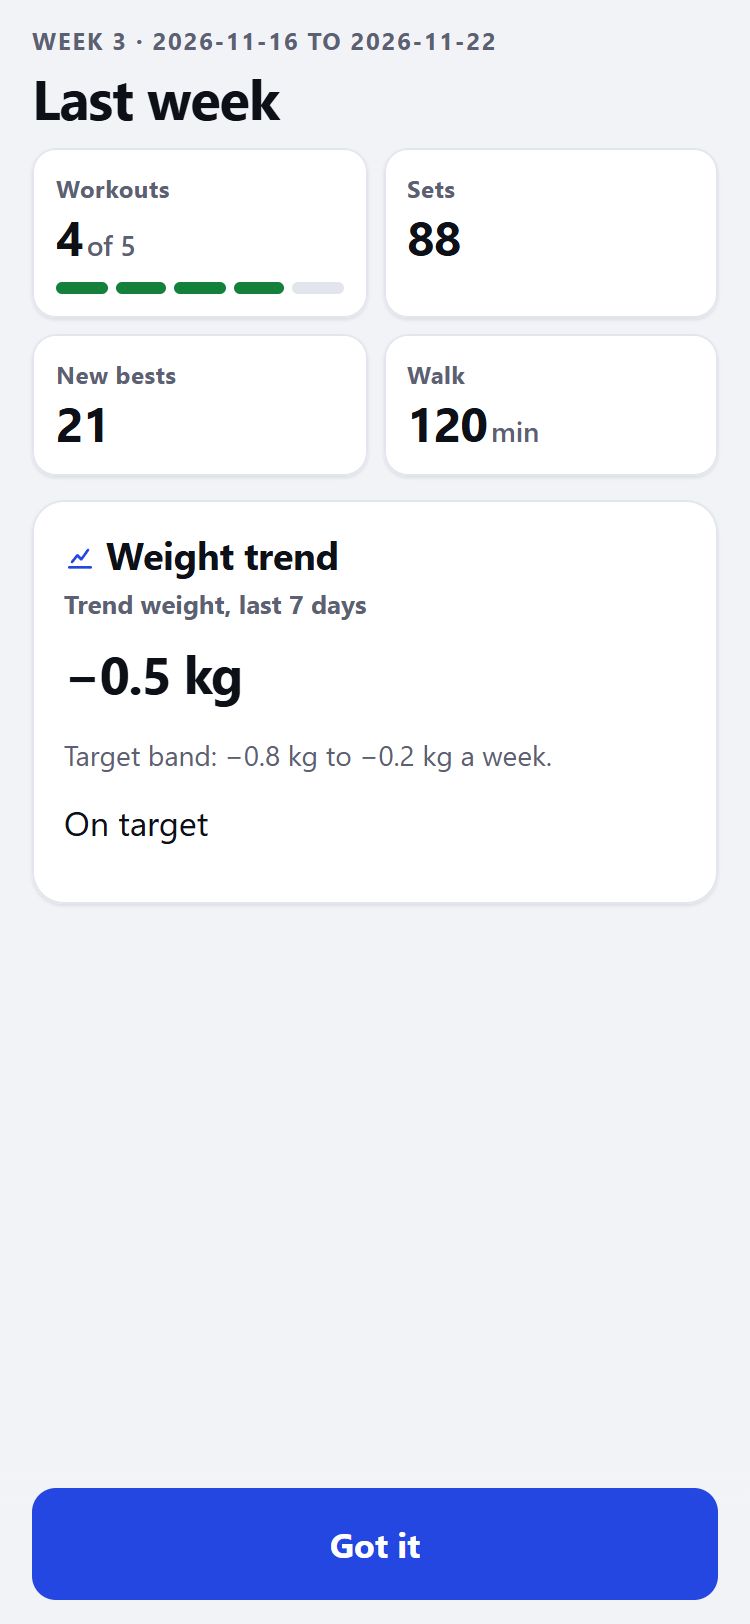 WEEK 3 · 2026-11-16 TO 2026-11-22
Last week
Workouts
4 of 5
Sets
88
New bests
21
Walk
120 min
Weight trend
Trend weight, last 7 days
−0.5 kg
Target band: −0.8 kg to −0.2 kg a week.
On target
Got it